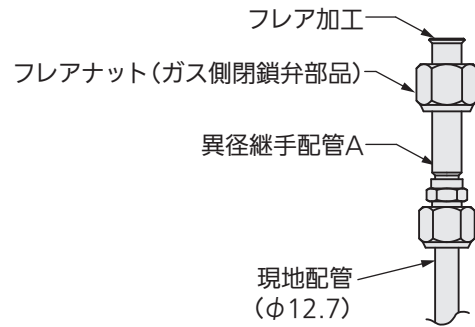 フレア加工
フレアナット(ガス側閉鎖弁部品)
異径継手配管A
現地配管
(φ12.7)